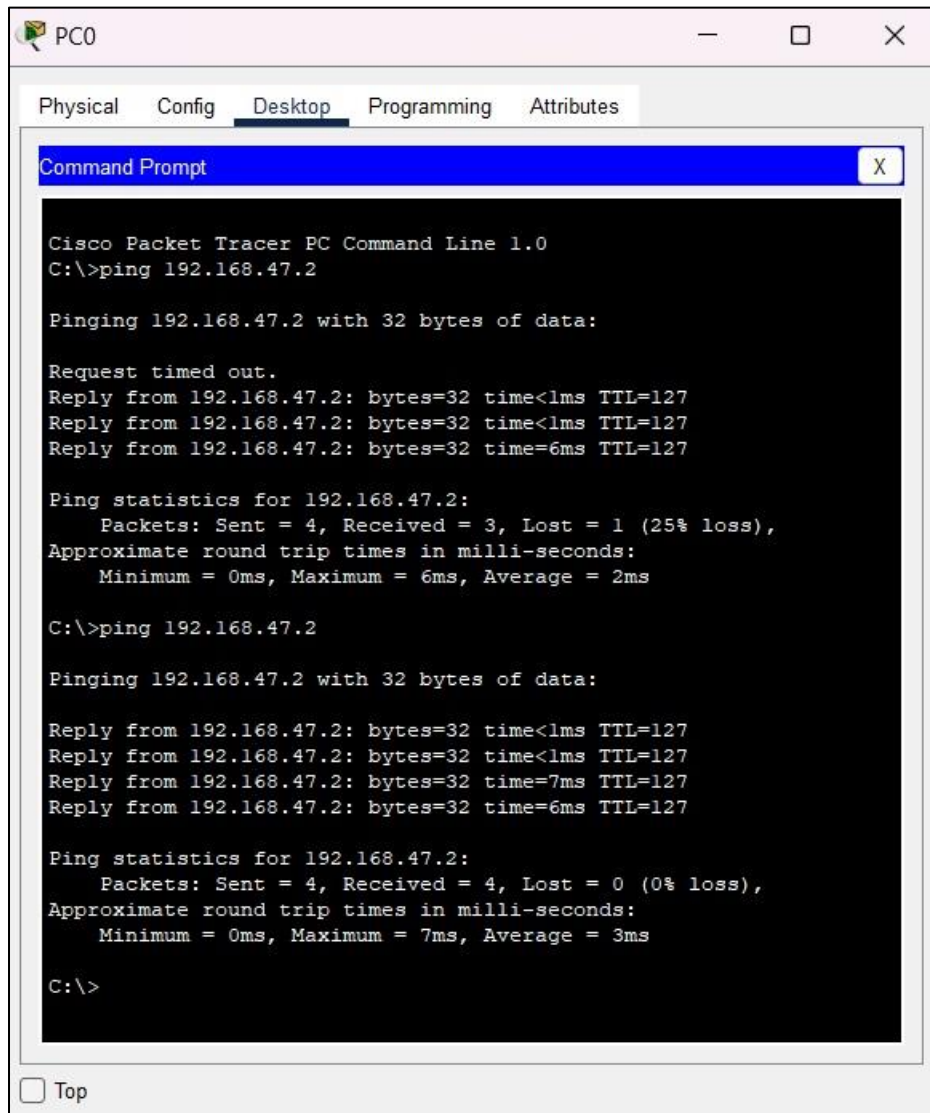 PC0
Physical Config Desktop Programming Attributes
Command Prompt X
Cisco Packet Tracer PC Command Line 1.0
C:\>ping 192.168.47.2
Pinging 192.168.47.2 with 32 bytes of data:
Request timed out.
Reply from 192.168.47.2: bytes=32 time<1ms TTL=127
Reply from 192.168.47.2: bytes=32 time<1ms TTL=127
Reply from 192.168.47.2: bytes=32 time=6ms TTL=127
Ping statistics for 192.168.47.2:
Packets: Sent = 4, Received = 3, Lost = 1 (25% loss),
Approximate round trip times in milli-seconds:
Minimum = 0ms, Maximum = 6ms, Average = 2ms
C:\>ping 192.168.47.2
Pinging 192.168.47.2 with 32 bytes of data:
Reply from 192.168.47.2: bytes=32 time<1ms TTL=127
Reply from 192.168.47.2: bytes=32 time<1ms TTL=127
Reply from 192.168.47.2: bytes=32 time=7ms TTL=127
Reply from 192.168.47.2: bytes=32 time=6ms TTL=127
Ping statistics for 192.168.47.2:
Packets: Sent = 4, Received = 4, Lost = 0 (0% loss),
Approximate round trip times in milli-seconds:
Minimum = 0ms, Maximum = 7ms, Average = 3ms
C:\>
Top